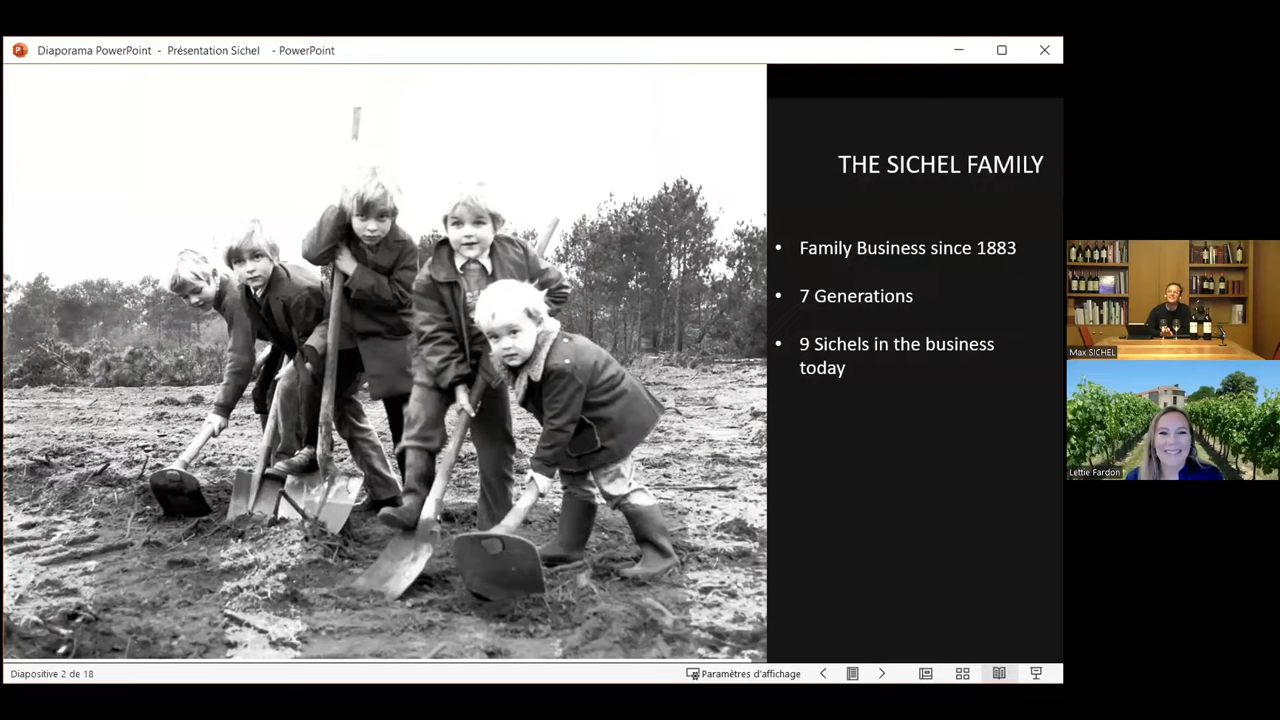 Diaporama PowerPoint - Présentation Sichel - PowerPoint
THE SICHEL FAMILY
• Family Business since 1883
• 7 Generations
• 9 Sichels in the business
today
Max SICHEL
Lettie Fardon
Diapositive 2 de 18
Paramètres d'affichage